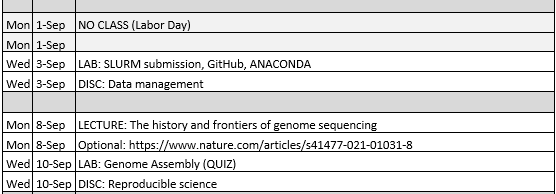 Mon 1-Sep NO CLASS (Labor Day)
Mon 1-Sep
Wed 3-Sep LAB: SLURM submission, GitHub, ANACONDA
Wed 3-Sep DISC: Data management
Mon 8-Sep LECTURE: The history and frontiers of genome sequencing
Mon 8-Sep Optional: https://www.nature.com/articles/s41477-021-01031-8
Wed 10-Sep LAB: Genome Assembly (QUIZ)
Wed 10-Sep DISC: Reproducible science